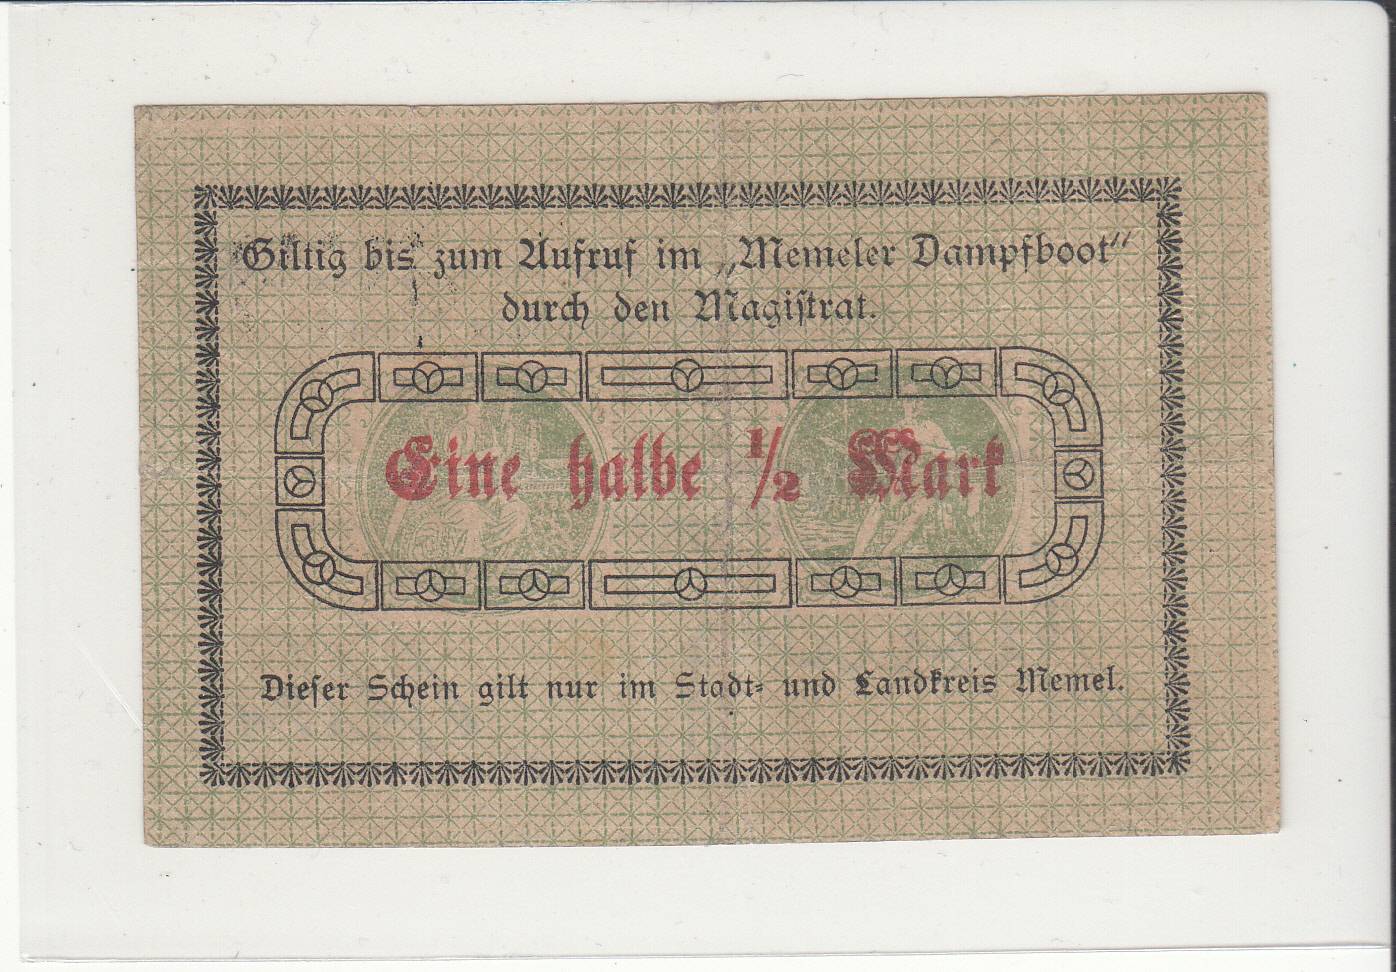 Giltig bis zum Aufruf im „Memeler Dampfboot“
durch den Magiſtrat.
Eine halbe 1/2 Mark
Dieſer Schein gilt nur im Stadt- und Landkreis Memel.